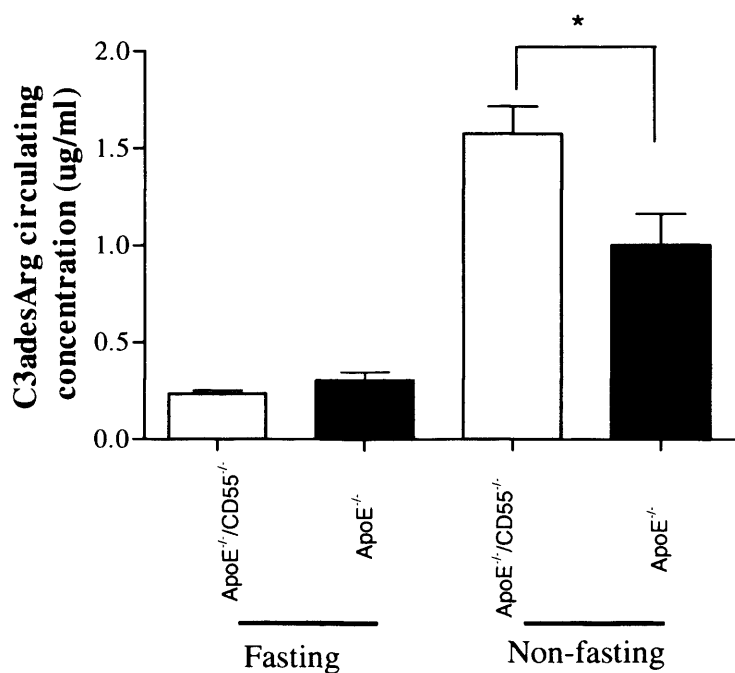 *
2.0
1.5
1.0
0.5
0.0
C3adesArg circulating
concentration (ug/ml)
ApoE-/-/CD55-/-
ApoE-/-
ApoE-/-/CD55-/-
ApoE-/-
Fasting
Non-fasting